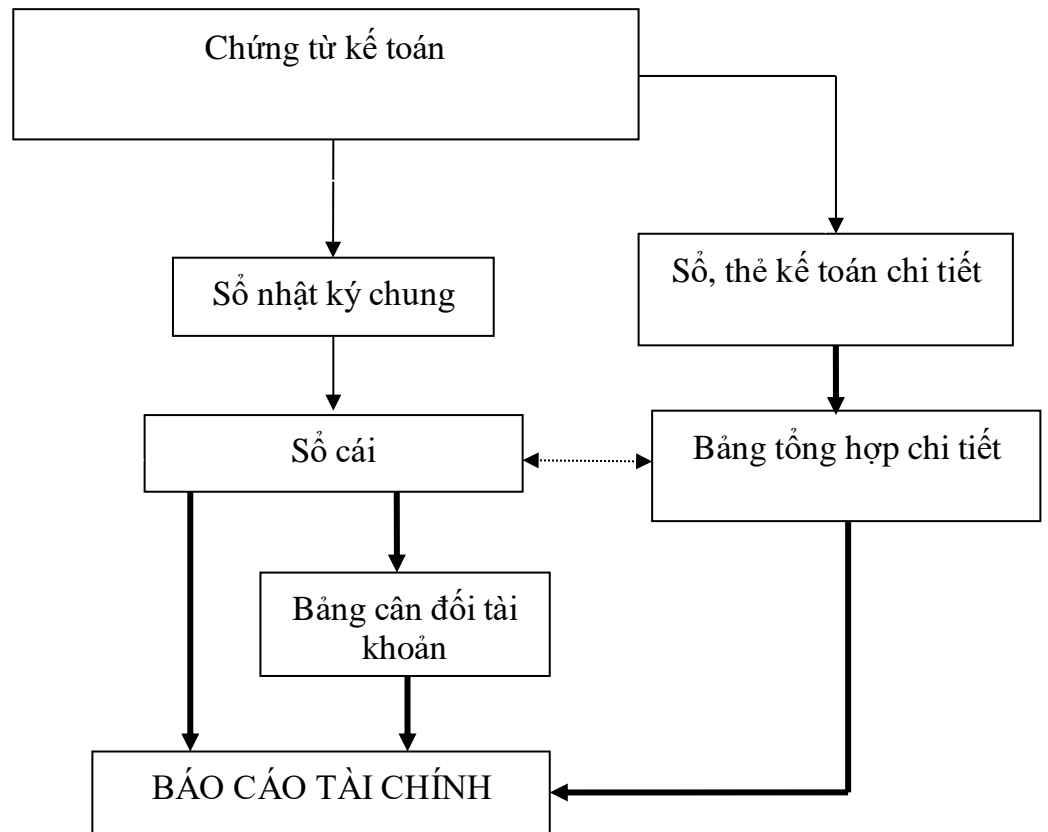 Chứng từ kế toán
Sổ, thẻ kế toán chi tiết
Sổ nhật ký chung
Sổ cái
Bảng tổng hợp chi tiết
Bảng cân đối tài
khoản
BÁO CÁO TÀI CHÍNH